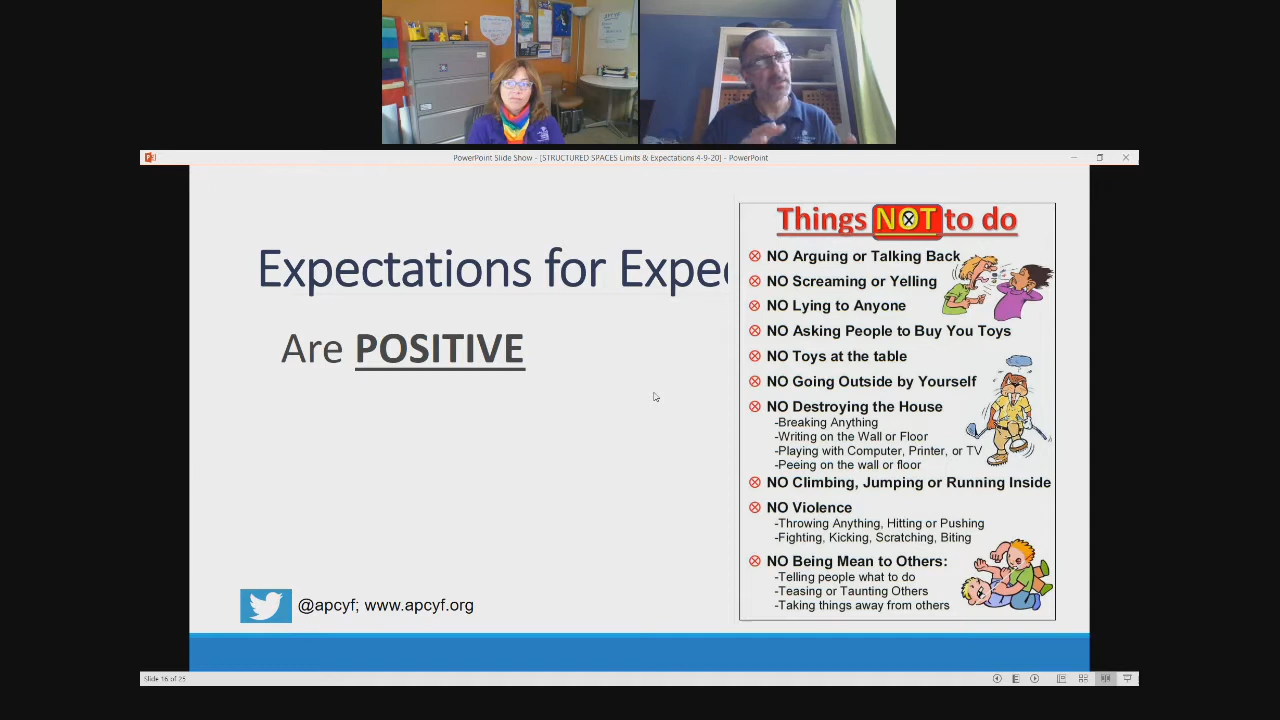 PowerPoint Slide Show - [STRUCTURED SPACES Limits & Expectations 4-9-20] - PowerPoint
Expectations for Expec
Are POSITIVE
@apcyf; www.apcyf.org
Things NOT to do
NO Arguing or Talking Back
NO Screaming or Yelling
NO Lying to Anyone
NO Asking People to Buy You Toys
NO Toys at the table
NO Going Outside by Yourself
NO Destroying the House
-Breaking Anything
-Writing on the Wall or Floor
-Playing with Computer, Printer, or TV
-Peeing on the wall or floor
NO Climbing, Jumping or Running Inside
NO Violence
-Throwing Anything, Hitting or Pushing
-Fighting, Kicking, Scratching, Biting
NO Being Mean to Others:
-Telling people what to do
-Teasing or Taunting Others
-Taking things away from others
Slide 16 of 25